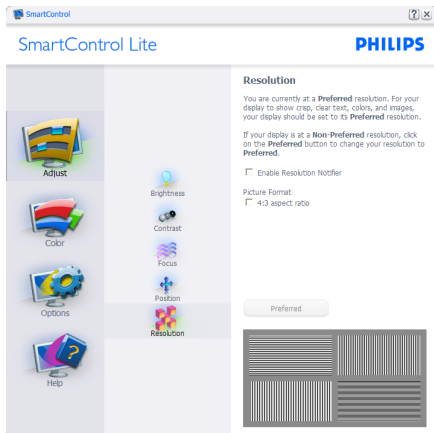 SmartControl
SmartControl Lite
PHILIPS
Adjust
Color
Options
Help
Brightness
Contrast
Focus
Position
Resolution
Resolution
You are currently at a Preferred resolution. For your
display to show crisp, clear text, colors, and images,
your display should be set to its Preferred resolution.
If your display is at a Non-Preferred resolution, click
on the Preferred button to change your resolution to
Preferred.
Enable Resolution Notifier
Picture Format
4:3 aspect ratio
Preferred